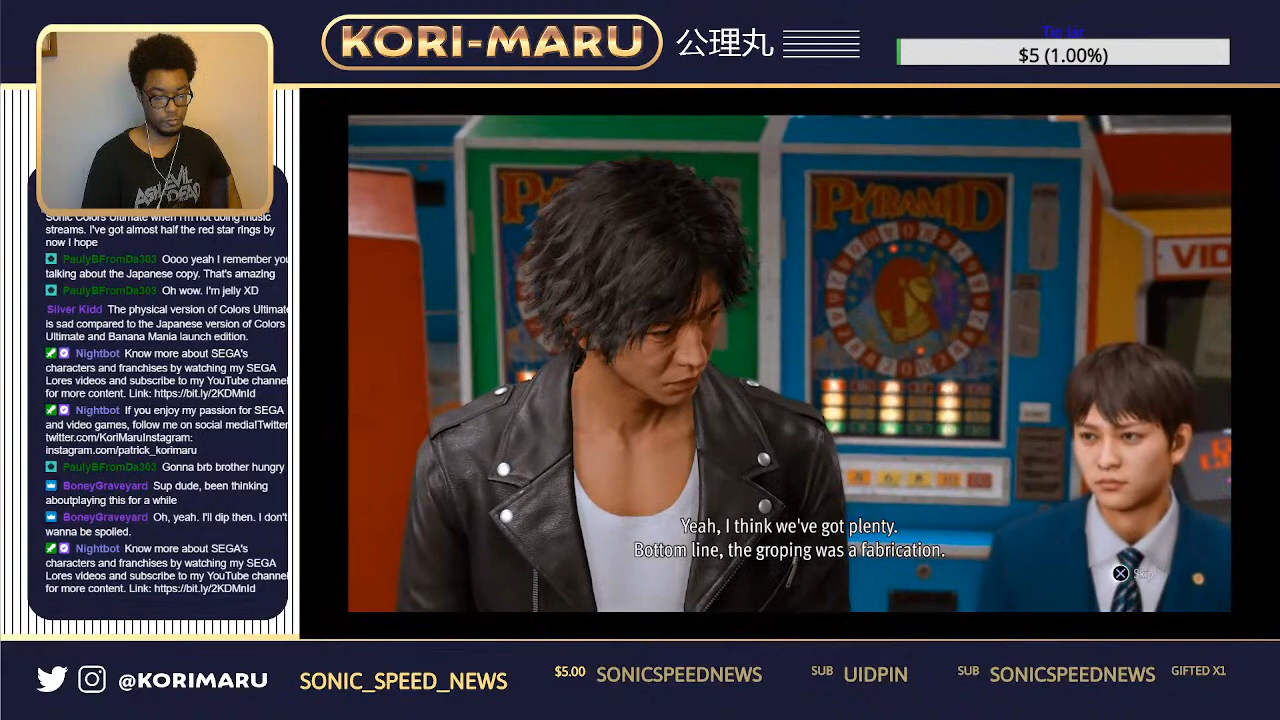 KORI-MARU
公理丸
Tip Jar
$5 (1.00%)
ASH
EVIL
DEAD
Sonic Colors Ultimate when I'm not doing music
streams. I've got almost half the red star rings by
now I hope
PaulyBFromDa303 Oooo yeah I remember you
talking about the Japanese copy. That's amazing
PaulyBFromDa303 Oh wow. I'm jelly XD
Silver Kidd The physical version of Colors Ultimate
is sad compared to the Japanese version of Colors
Ultimate and Banana Mania launch edition.
Nightbot Know more about SEGA's
characters and franchises by watching my SEGA
Lores videos and subscribe to my YouTube channel
for more content. Link: https://bit.ly/2KDMnId
Nightbot If you enjoy my passion for SEGA
and video games, follow me on social media!Twitter
twitter.com/KoriMaruInstagram:
instagram.com/patrick_korimaru
PaulyBFromDa303 Gonna brb brother hungry
BoneyGraveyard Sup dude, been thinking
aboutplaying this for a while
BoneyGraveyard Oh, yeah. I'll dip then. I don't
wanna be spoiled.
Nightbot Know more about SEGA's
characters and franchises by watching my SEGA
Lores videos and subscribe to my YouTube channel
for more content. Link: https://bit.ly/2KDMnId
PYRAMID
VID
Yeah, I think we've got plenty.
Bottom line, the groping was a fabrication.
Skip
@KORIMARU
SONIC_SPEED_NEWS
$5.00 SONICSPEEDNEWS
SUB UIDPIN
SUB SONICSPEEDNEWS GIFTED X1